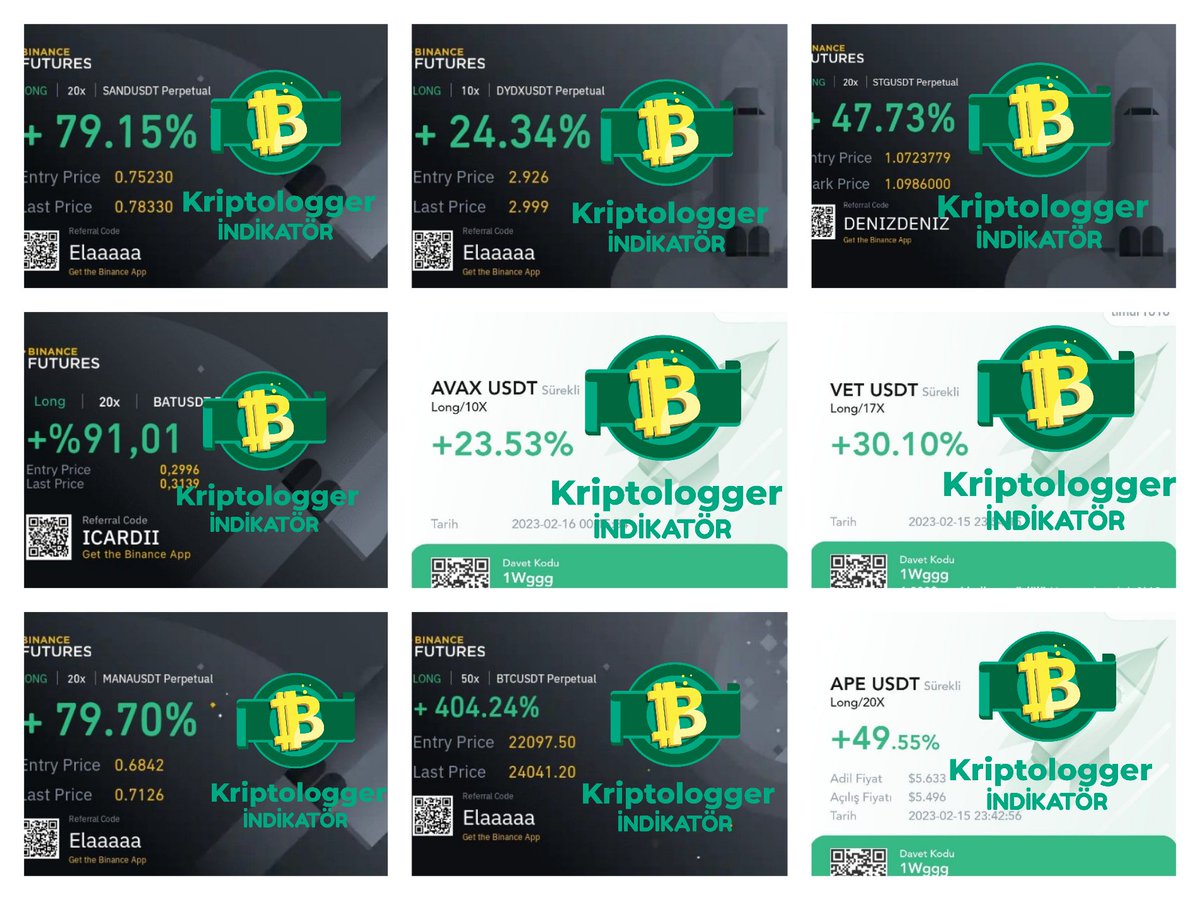 BINANCE
FUTURES
LONG | 20x | SANDUSDT Perpetual
+ 79.15%
Entry Price 0.75230
Last Price 0.78330
Referral Code
Elaaaaa
Get the Binance App
Kriptologger
İNDİKATÖR
BINANCE
FUTURES
LONG | 10x | DYDXUSDT Perpetual
+ 24.34%
Entry Price 2.926
Last Price 2.999
Referral Code
Elaaaaa
Get the Binance App
Kriptologger
İNDİKATÖR
NANCE
UTURES
NG | 20x | STGUSDT Perpetual
+ 47.73%
ntry Price 1.0723779
ark Price 1.0986000
Referral Code
DENIZDENIZ
Get the Binance App
Kriptologger
İNDİKATÖR
BINANCE
FUTURES
Long | 20x | BATUSDT
+%91,01
Entry Price 0,2996
Last Price 0,3139
Referral Code
ICARDII
Get the Binance App
Kriptologger
İNDİKATÖR
AVAX USDT Sürekli
Long/10X
+23.53%
Tarih 2023-02-16
Davet Kodu
1Wggg
Kriptologger
İNDİKATÖR
VET USDT Sürekli
Long/17X
+30.10%
Tarih 2023-02-15
Davet Kodu
1Wggg
Kriptologger
İNDİKATÖR
BINANCE
FUTURES
ONG | 20x | MANAUSDT Perpetual
+ 79.70%
Entry Price 0.6842
Last Price 0.7126
Referral Code
Elaaaaa
Get the Binance App
Kriptologger
İNDİKATÖR
BINANCE
FUTURES
LONG | 50x | BTCUSDT Perpetual
+ 404.24%
Entry Price 22097.50
Last Price 24041.20
Referral Code
Elaaaaa
Get the Binance App
Kriptologger
İNDİKATÖR
APE USDT Sürekli
Long/20X
+49.55%
Adil Fiyat $5.633
Açılış Fiyatı $5.496
Tarih 2023-02-15 23:42:56
Davet Kodu
1Wggg
Kriptologger
İNDİKATÖR